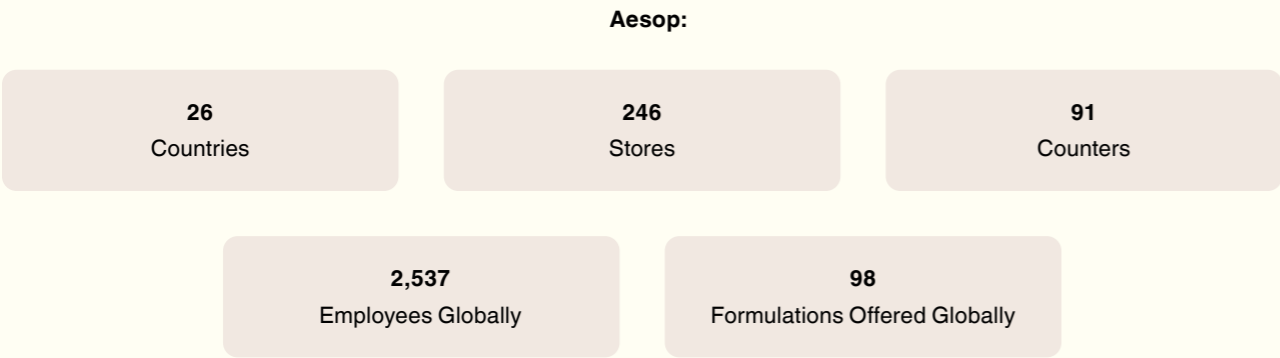 Aesop:
26
Countries
246
Stores
91
Counters
2,537
Employees Globally
98
Formulations Offered Globally